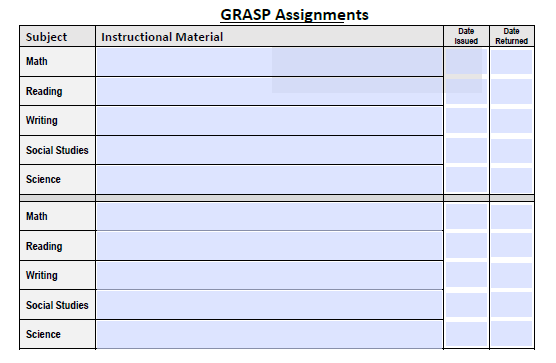 GRASP Assignments
Subject Instructional Material Date Issued Date Returned
Math
Reading
Writing
Social Studies
Science
Math
Reading
Writing
Social Studies
Science